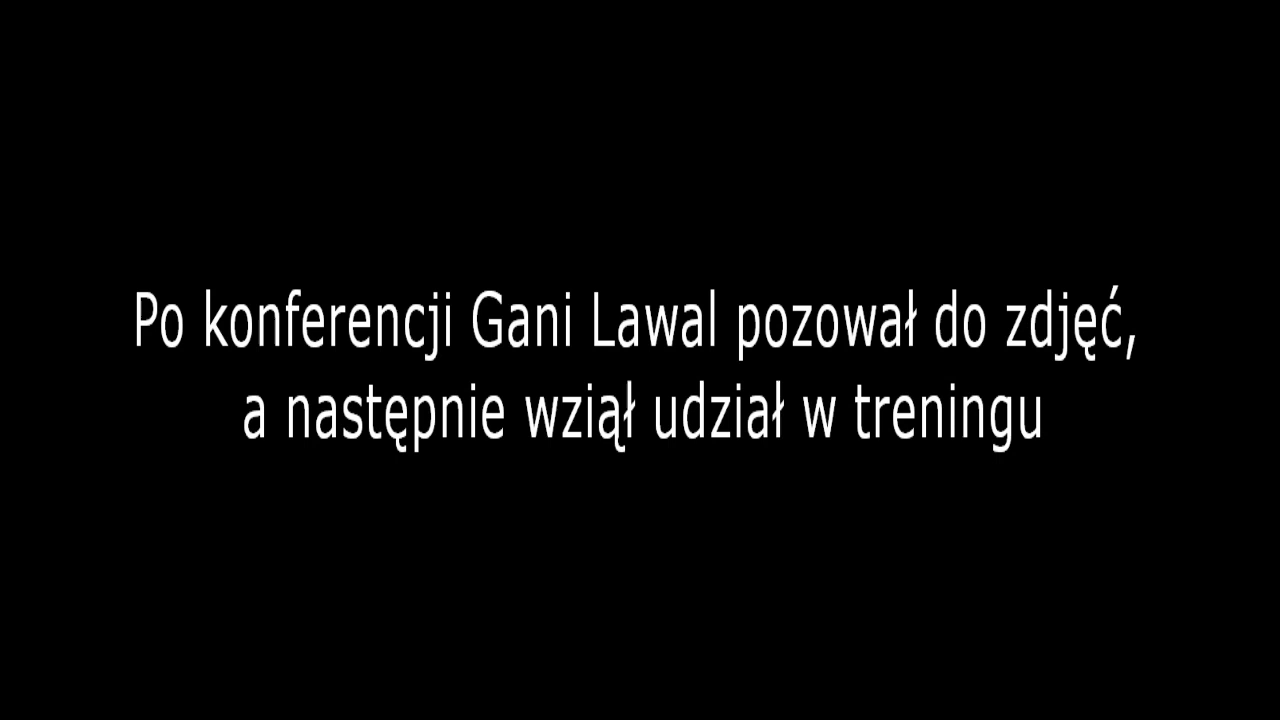 Po konferencji Gani Lawal pozował do zdjęć,
a następnie wziął udział w treningu